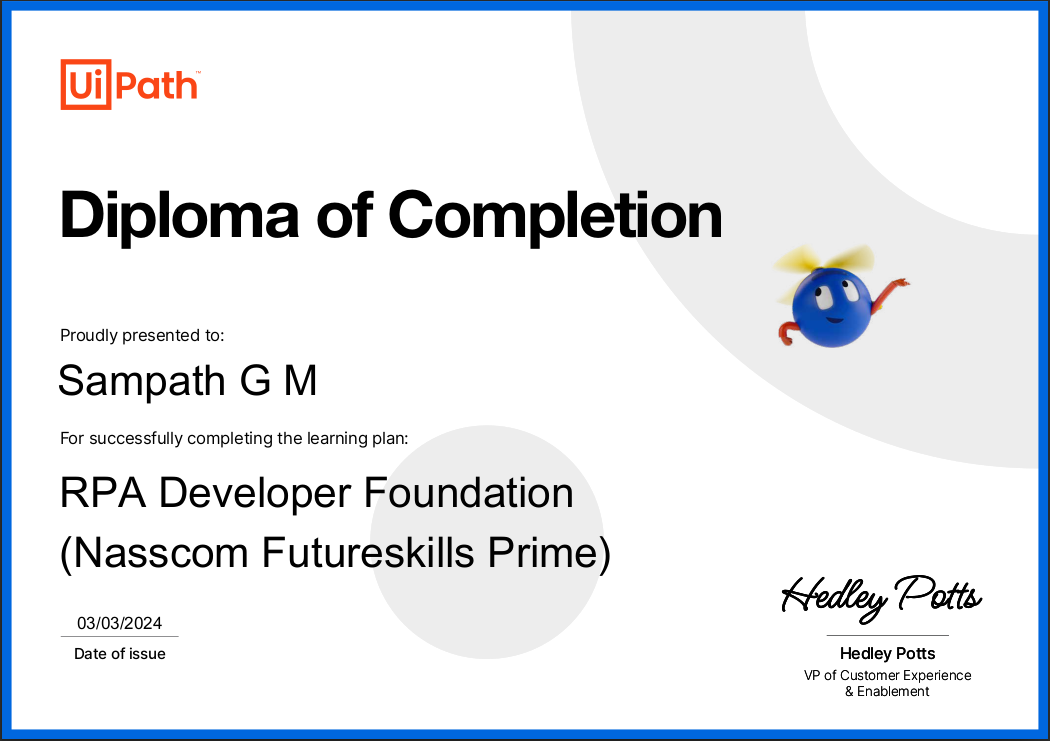 UiPath™
Diploma of Completion
Proudly presented to:
Sampath G M
For successfully completing the learning plan:
RPA Developer Foundation
(Nasscom Futureskills Prime)
03/03/2024
Date of issue
Hedley Potts
Hedley Potts
VP of Customer Experience
& Enablement